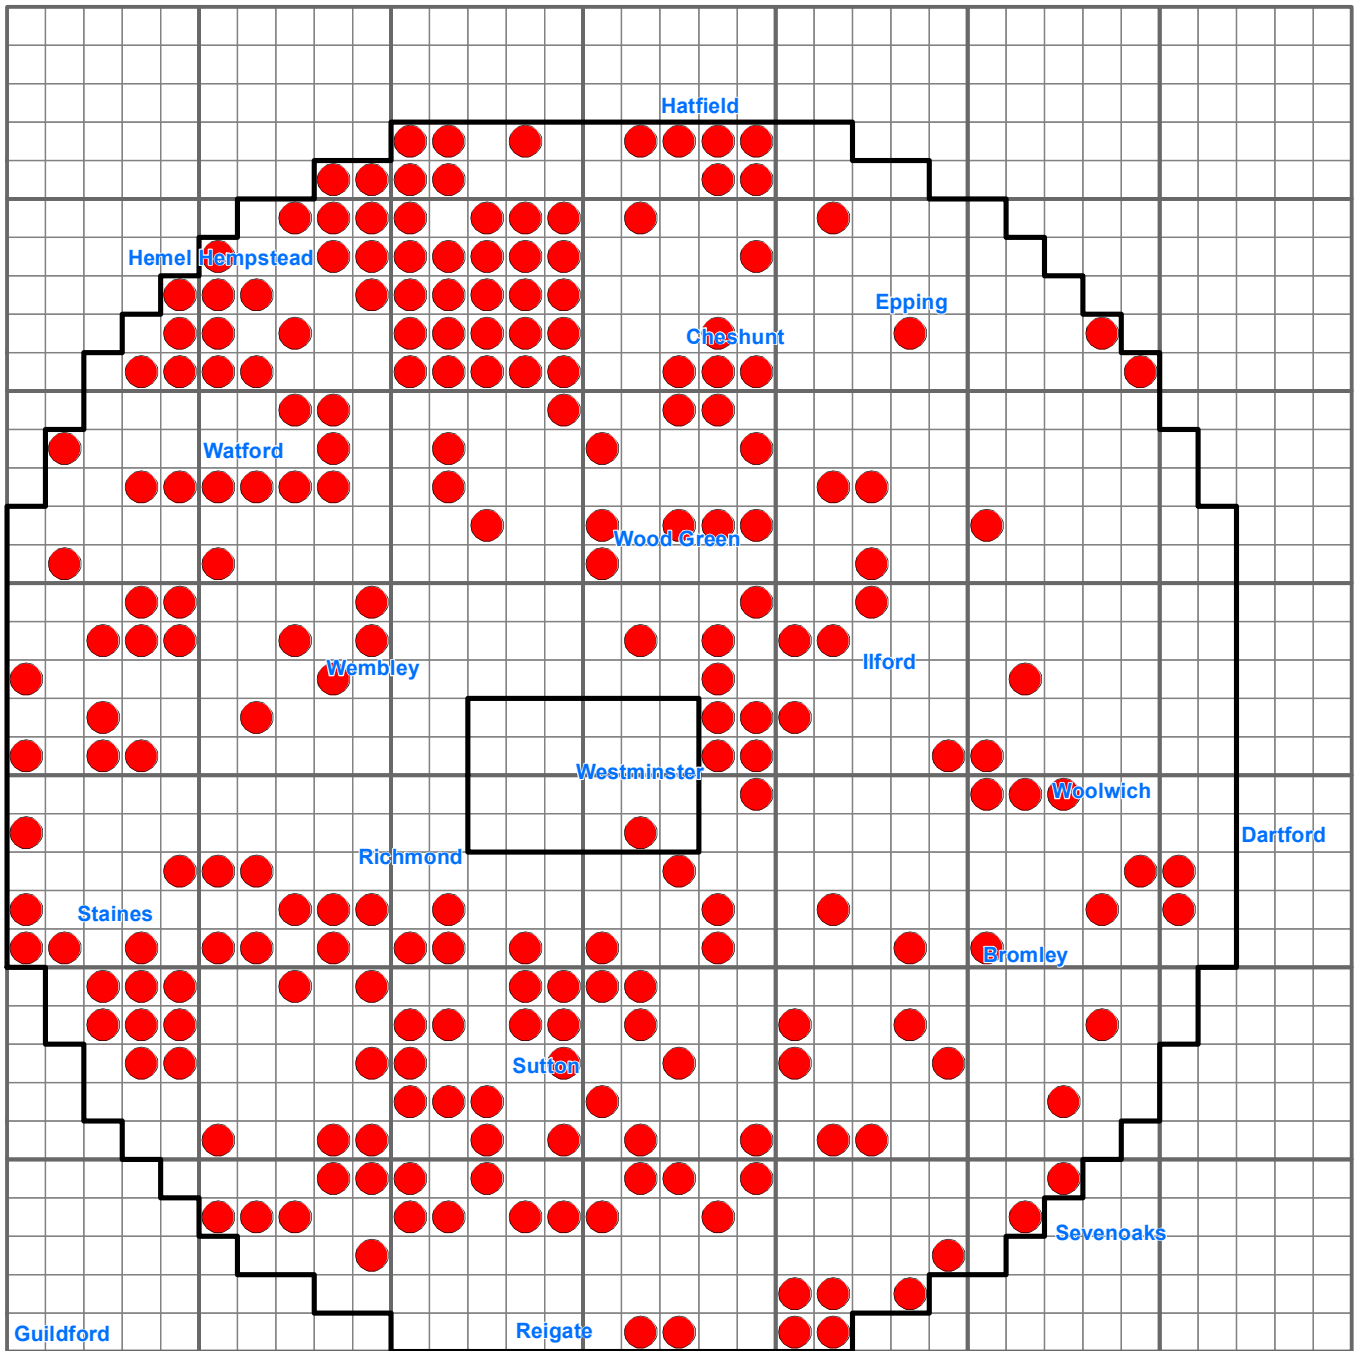 Hatfield
Hemel Hempstead
Epping
Cheshunt
Watford
Wood Green
Ilford
Wembley
Westminster
Woolwich
Dartford
Richmond
Staines
Bromley
Sutton
Sevenoaks
Reigate
Guildford